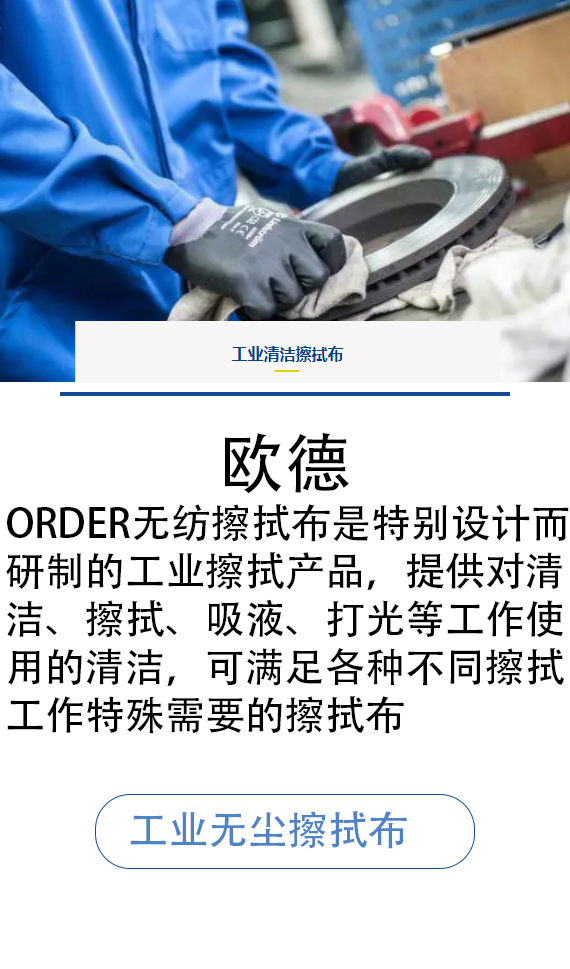 工业清洁擦拭布
欧德
ORDER无纺擦拭布是特别设计而
研制的工业擦拭产品，提供对清
洁、擦拭、吸液、打光等工作使
用的清洁，可满足各种不同擦拭
工作特殊需要的擦拭布
工业无尘擦拭布